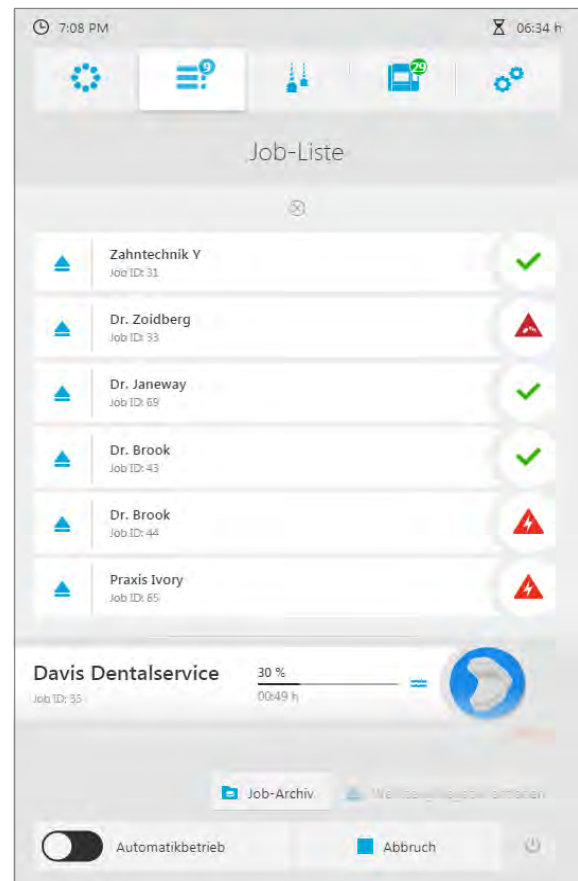 7:08 PM
06:34 h
9
29
Job-Liste
Zahntechnik Y
Job ID: 31
Dr. Zoidberg
Job ID: 33
Dr. Janeway
Job ID: 69
Dr. Brook
Job ID: 43
Dr. Brook
Job ID: 44
Praxis Ivory
Job ID: 65
Davis Dentalservice
30 %
Job ID: 35
00:49 h
Job-Archiv
Automatikbetrieb
Abbruch